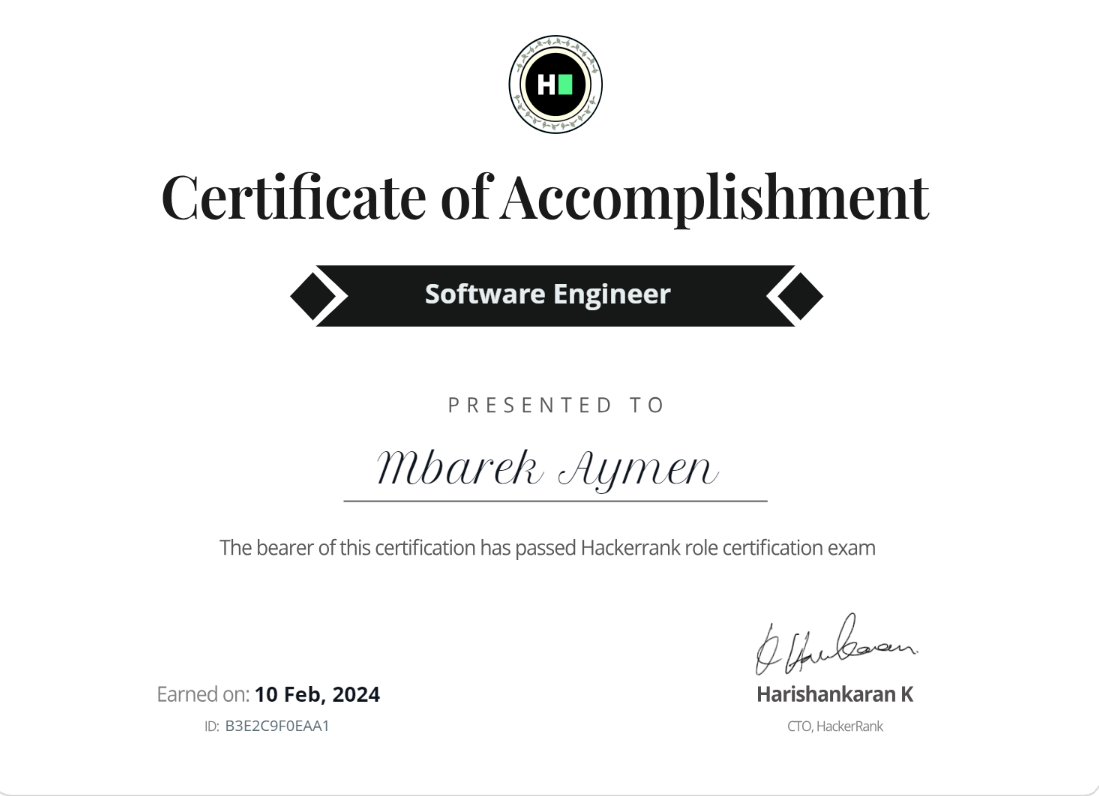 H
Certificate of Accomplishment
Software Engineer
PRESENTED TO
Mbarek Aymen
The bearer of this certification has passed Hackerrank role certification exam
Earned on: 10 Feb, 2024
ID: B3E2C9F0EAA1
Harishankaran K
CTO, HackerRank